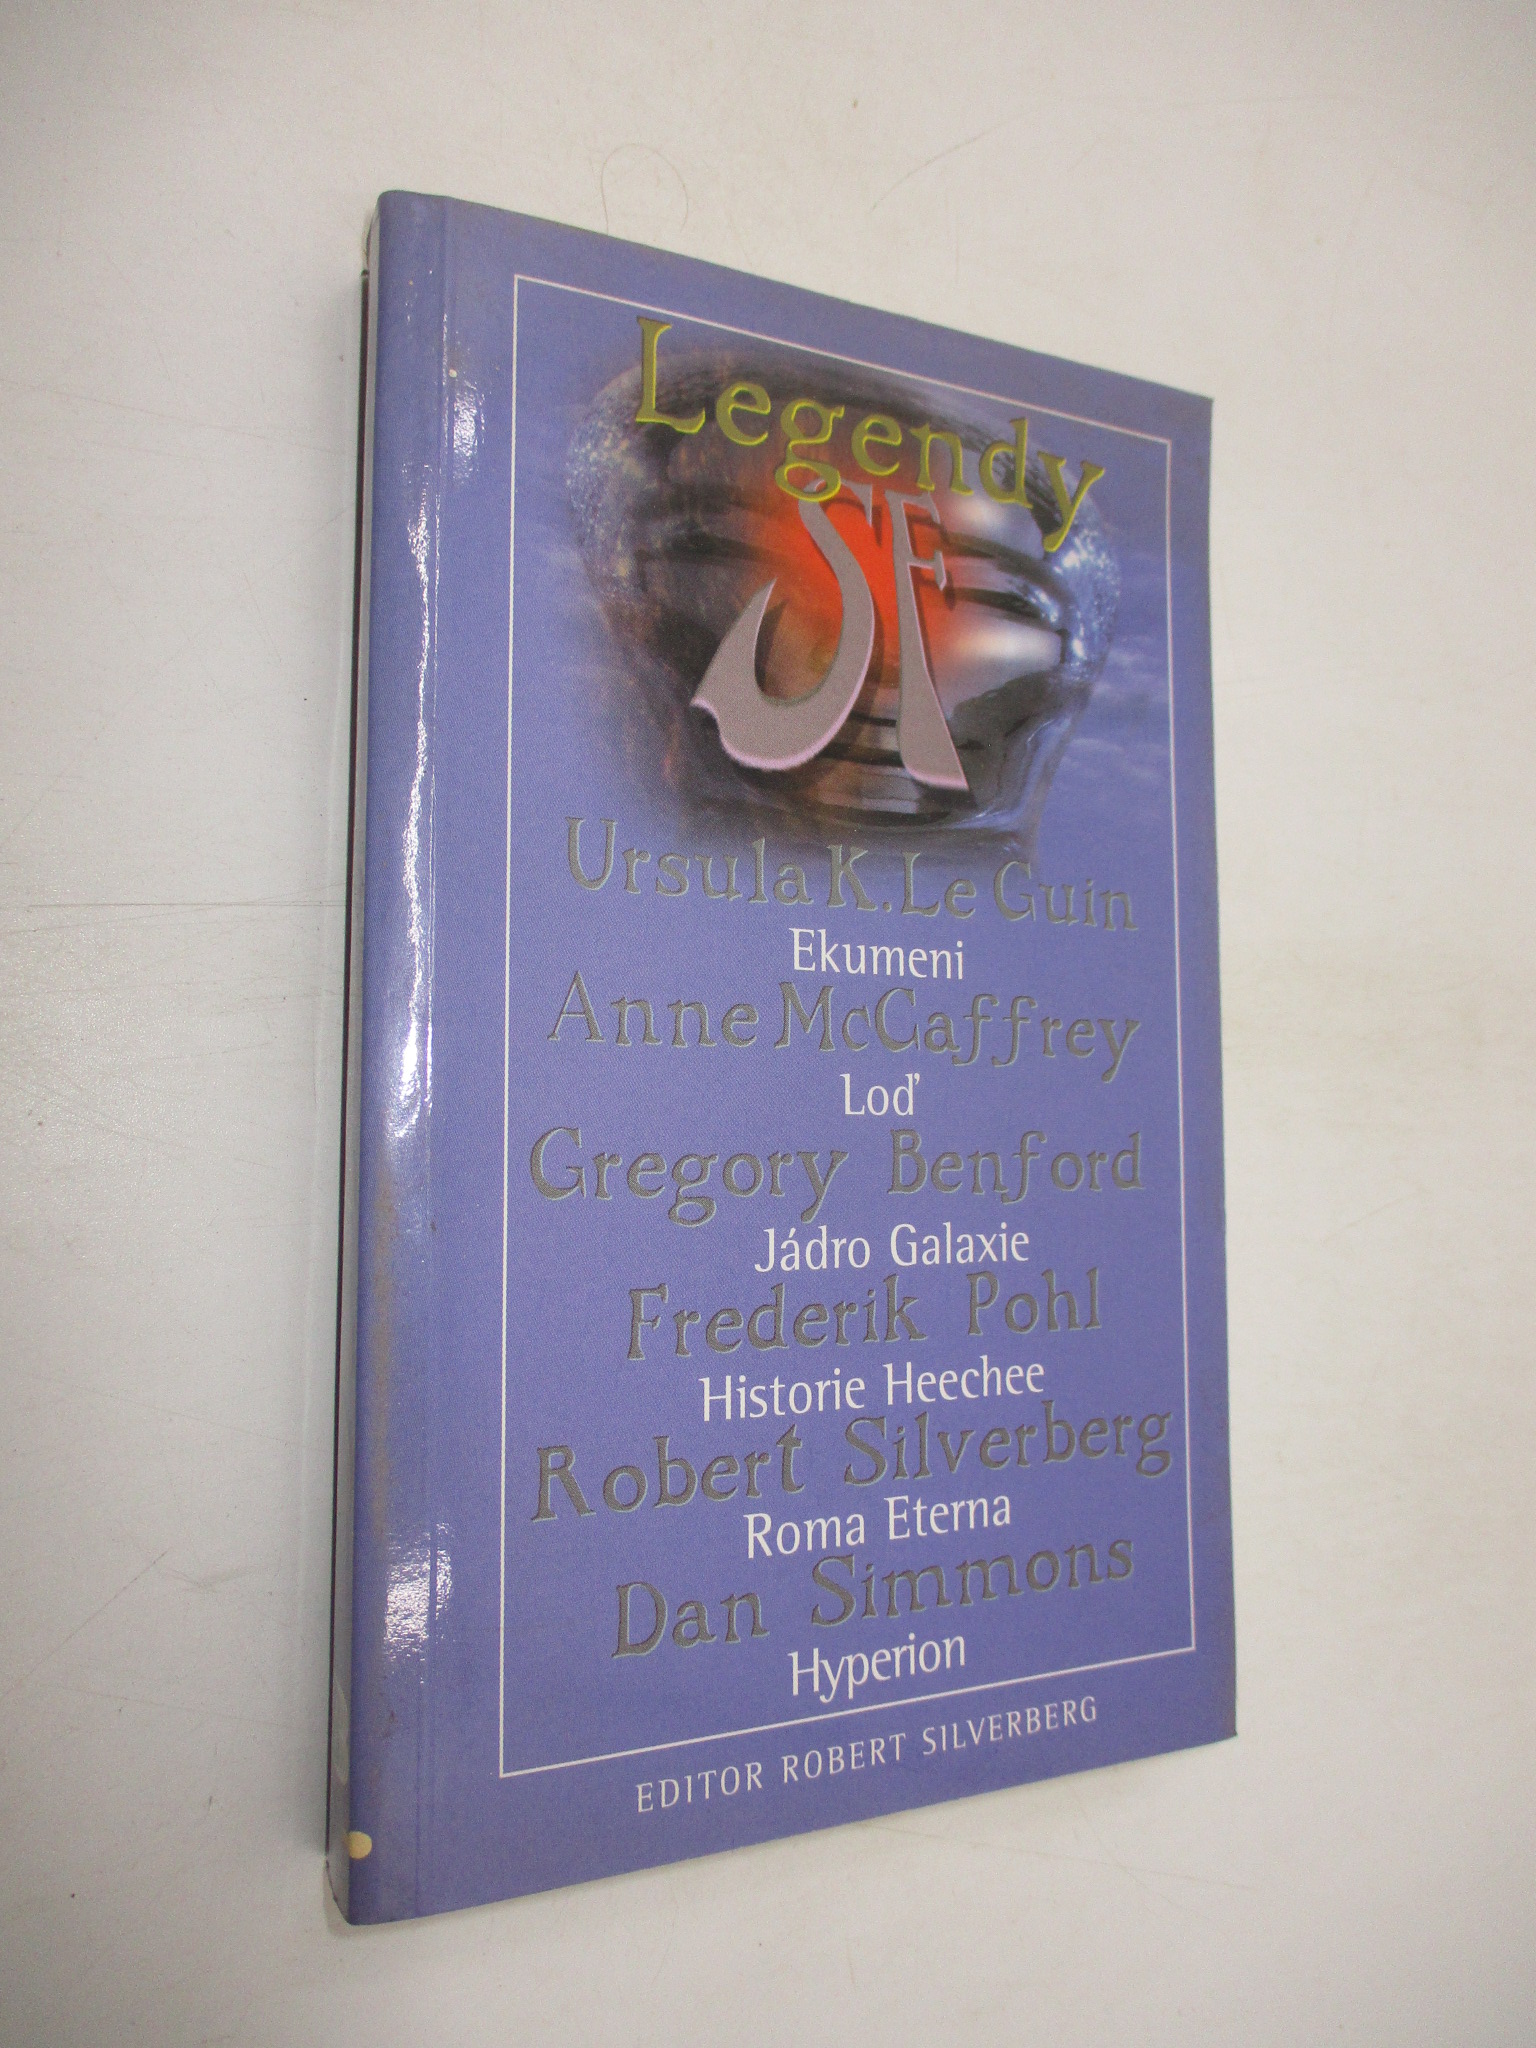 Legendy
SF
Ursula K. Le Guin
Ekumeni
Anne McCaffrey
Loď
Gregory Benford
Jádro Galaxie
Frederik Pohl
Historie Heechee
Robert Silverberg
Roma Eterna
Dan Simmons
Hyperion
EDITOR ROBERT SILVERBERG